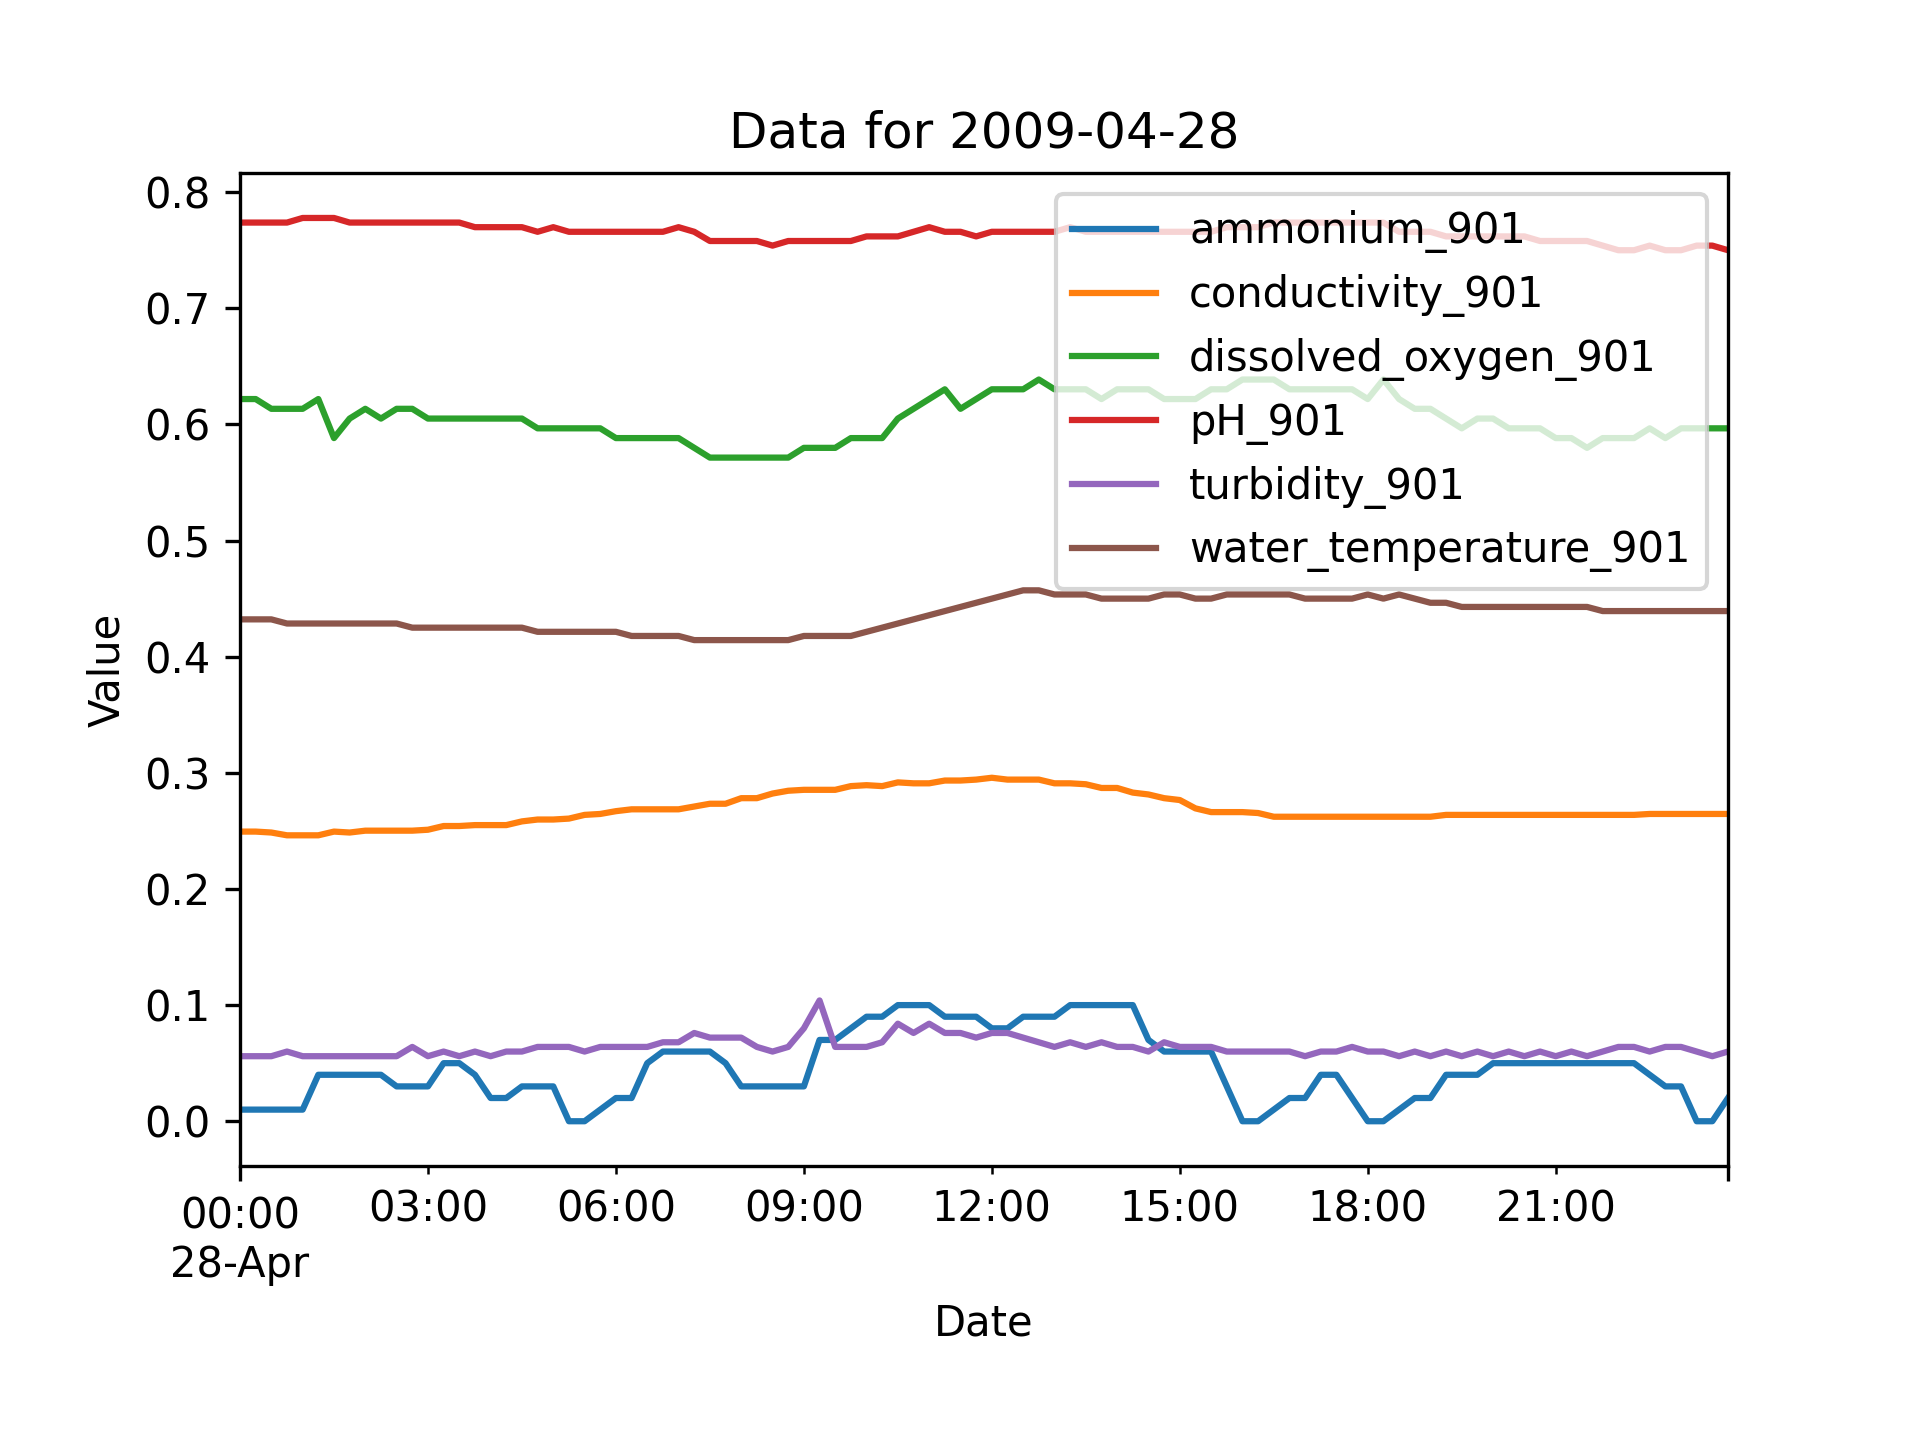 Data for 2009-04-28
0.8
0.7
0.6
0.5
0.4
0.3
0.2
0.1
0.0
Value
ammonium_901
conductivity_901
dissolved_oxygen_901
pH_901
turbidity_901
water_temperature_901
00:00 03:00 06:00 09:00 12:00 15:00 18:00 21:00
28-Apr
Date